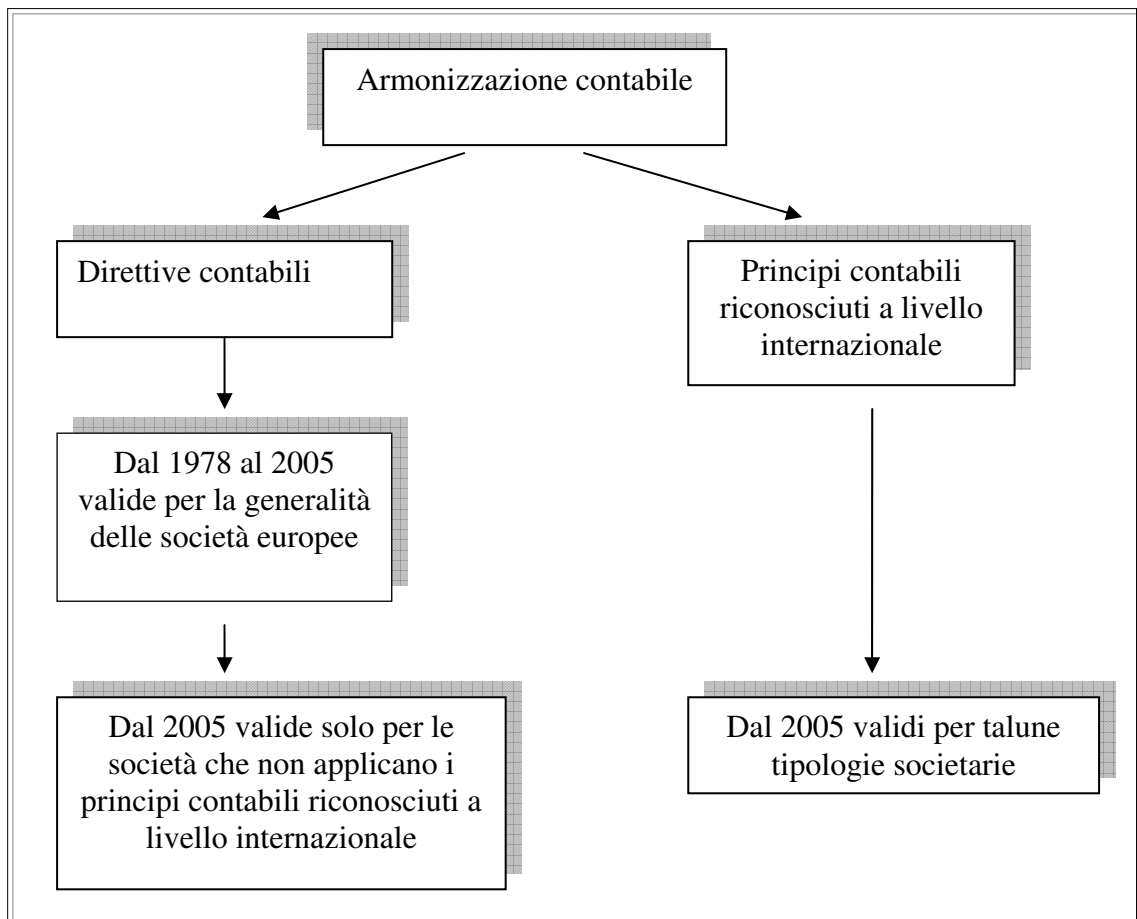 Armonizzazione contabile
Direttive contabili
Principi contabili
riconosciuti a livello
internazionale
Dal 1978 al 2005
valide per la generalità
delle società europee
Dal 2005 valide solo per le
società che non applicano i
principi contabili riconosciuti a
livello internazionale
Dal 2005 validi per talune
tipologie societarie